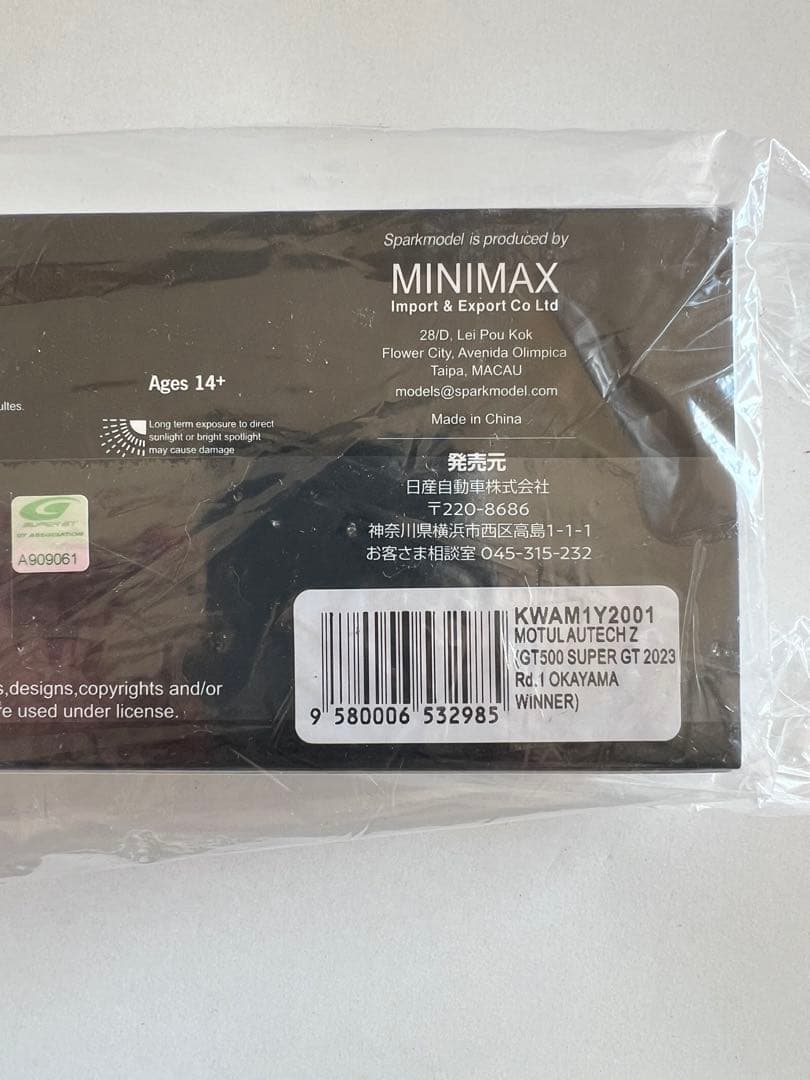 Sparkmodel is produced by
MINIMAX
Import & Export Co Ltd
28/D, Lei Pou Kok
Flower City, Avenida Olimpica
Taipa, MACAU
models@sparkmodel.com
Made in China
Ages 14+
ultes.
Long term exposure to direct
sunlight or bright spotlight
may cause damage
発売元
日産自動車株式会社
〒220-8686
神奈川県横浜市西区高島1-1-1
お客さま相談室 045-315-232
SUPER GT
GT ASSOCIATION
A909061
s,designs,copyrights and/or
re used under license.
KWAM1Y2001
MOTUL AUTECH Z
(GT500 SUPER GT 2023
Rd.1 OKAYAMA
WINNER)
9 580006 532985